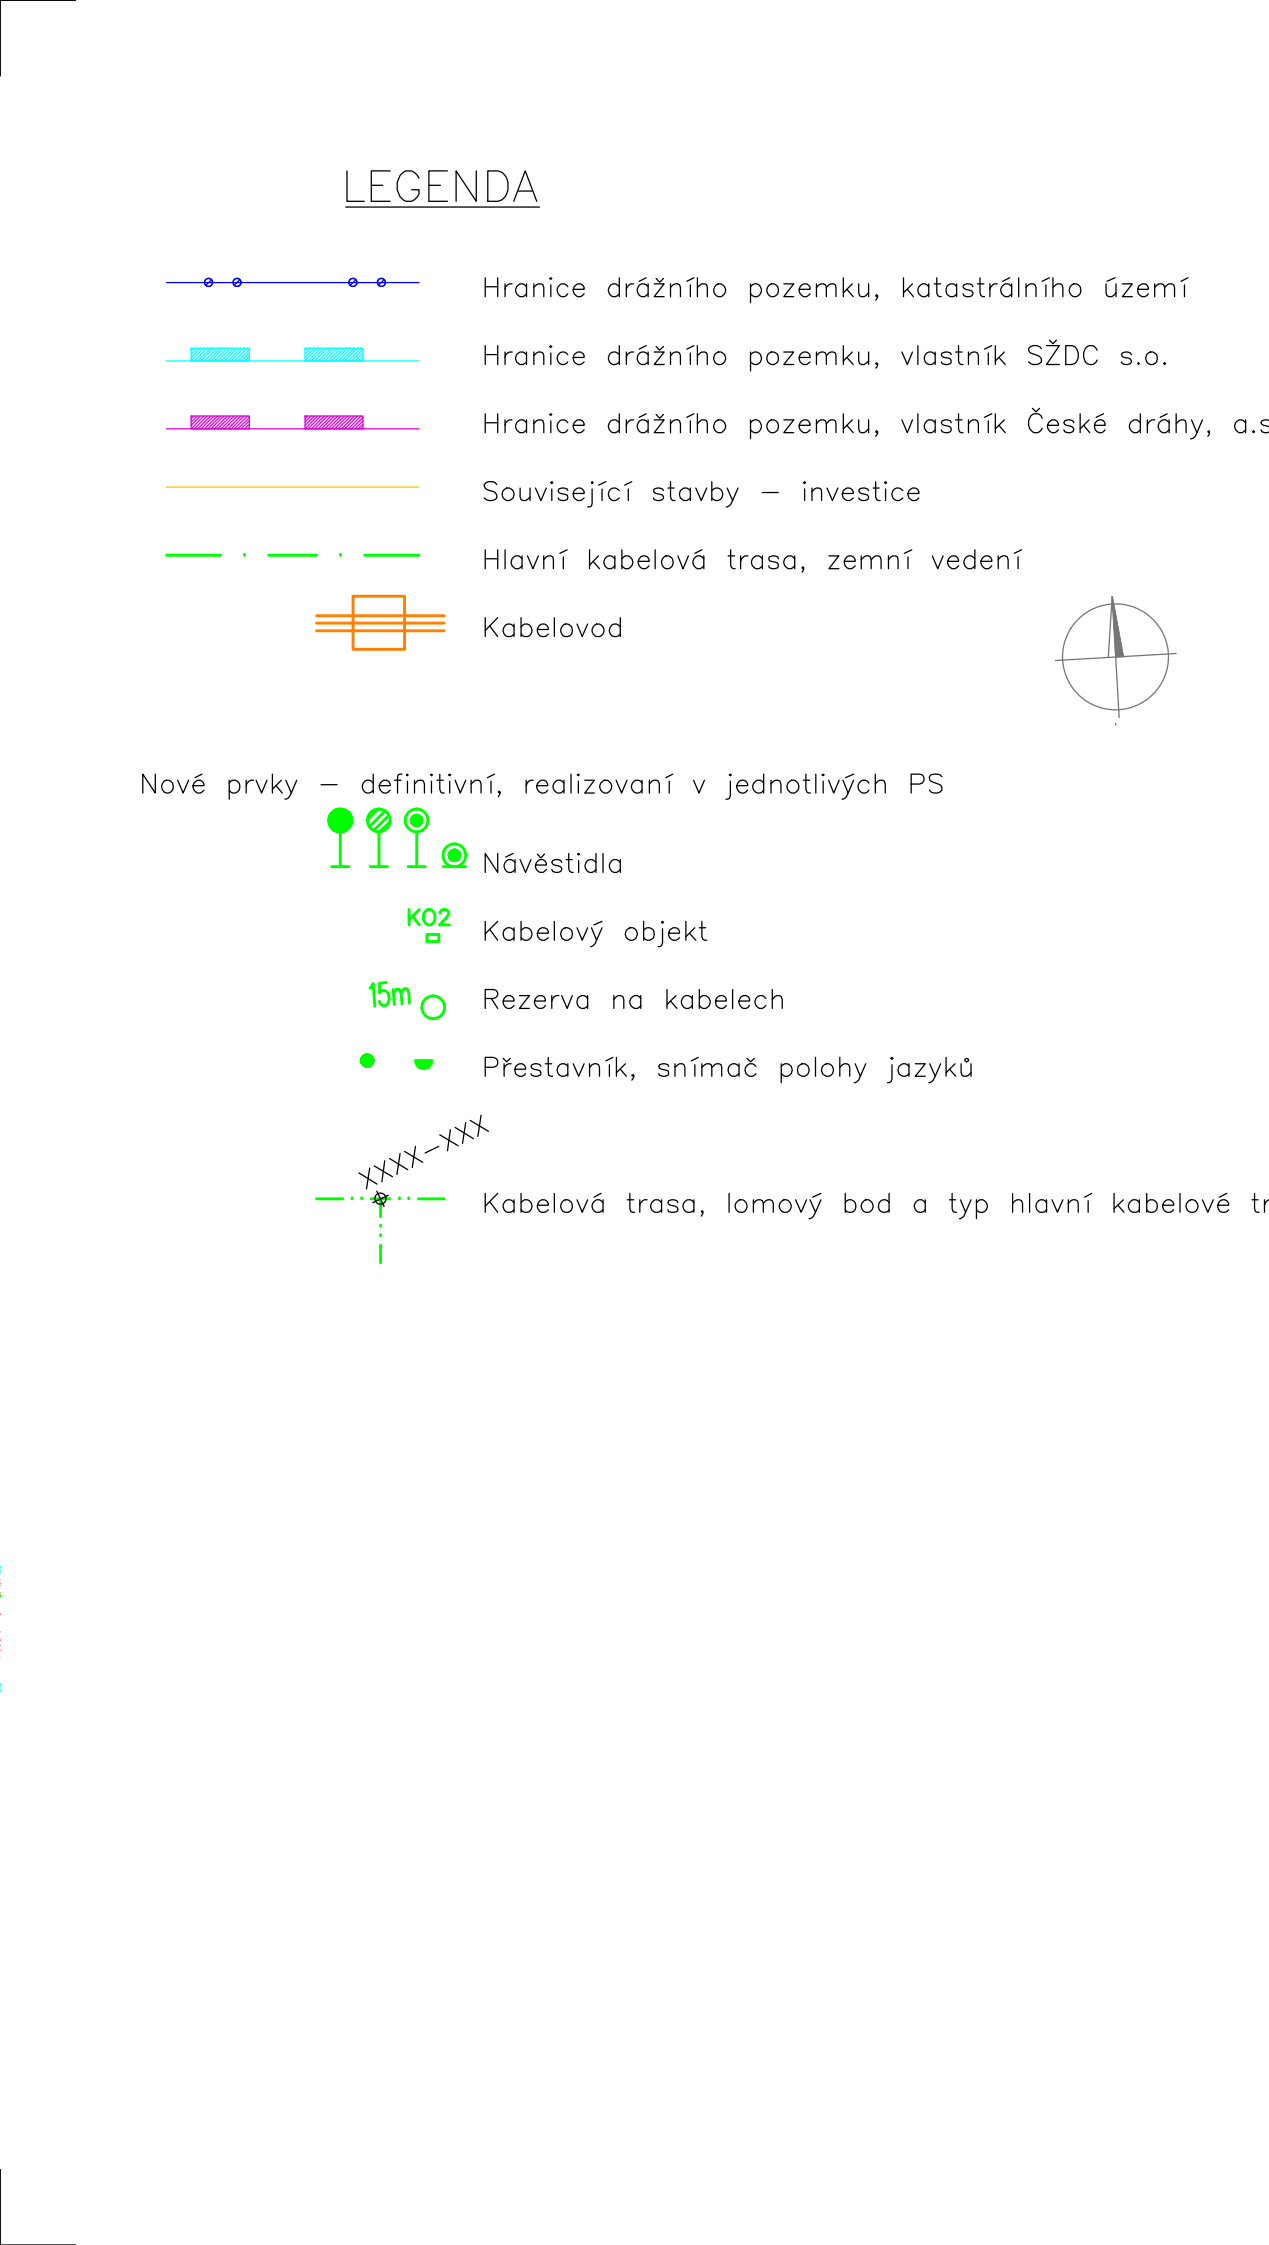 LEGENDA
Hranice drážního pozemku, katastrálního území
Hranice drážního pozemku, vlastník SŽDC s.o.
Hranice drážního pozemku, vlastník České dráhy, a.s
Související stavby – investice
Hlavní kabelová trasa, zemní vedení
Kabelovod
Nové prvky – definitivní, realizovaní v jednotlivých PS
Návěstidla
KO2
Kabelový objekt
15m
Rezerva na kabelech
Přestavník, snímač polohy jazyků
XXXX-XXX
Kabelová trasa, lomový bod a typ hlavní kabelové